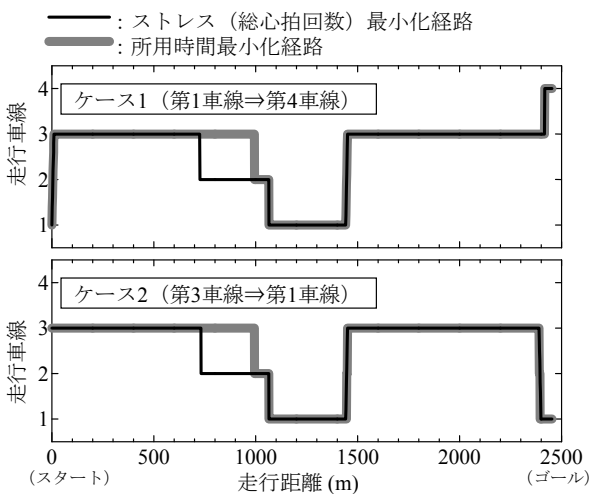 ：ストレス（総心拍回数）最小化経路
：所用時間最小化経路
ケース1（第1車線⇒第4車線）
走行車線
4
3
2
1
ケース2（第3車線⇒第1車線）
走行車線
4
3
2
1
0 500 1000 1500 2000 2500
（スタート） 走行距離 (m) （ゴール）